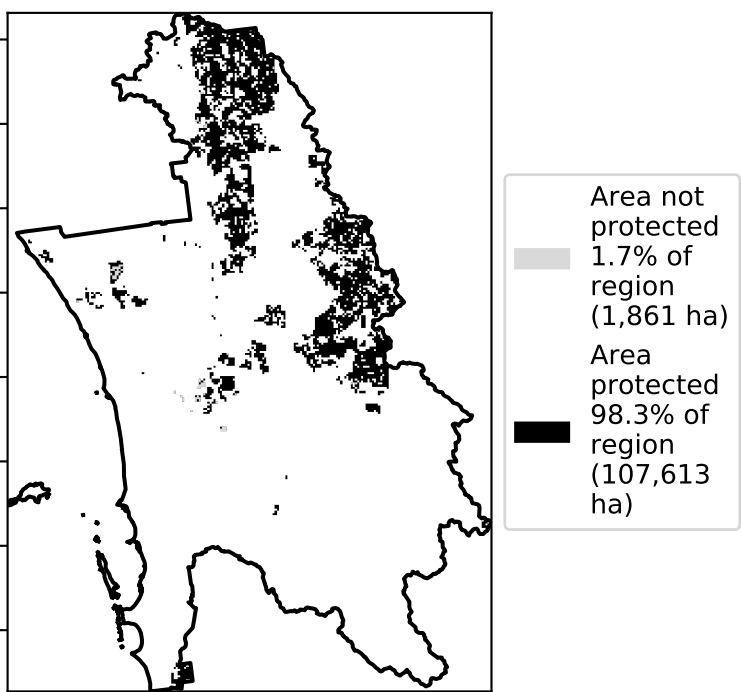 Area not
protected
1.7% of
region
(1,861 ha)
Area
protected
98.3% of
region
(107,613
ha)